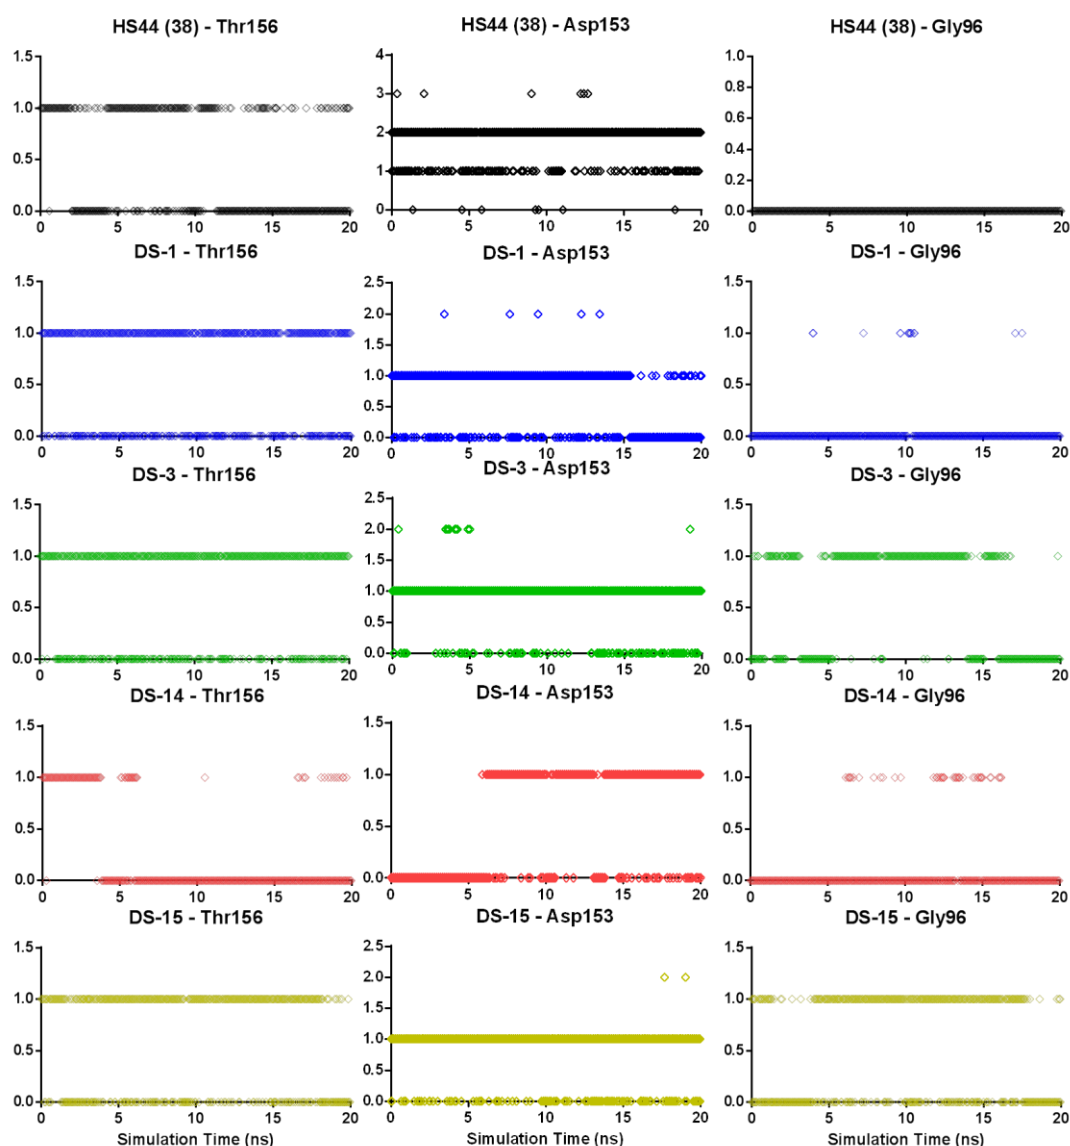 HS44 (38) - Thr156 HS44 (38) - Asp153 HS44 (38) - Gly96
1.5 1.0 0.5 0.0
0 5 10 15 20
4 3 2 1 0
0 5 10 15 20
1.0 0.8 0.6 0.4 0.2 0.0
0 5 10 15 20
DS-1 - Thr156 DS-1 - Asp153 DS-1 - Gly96
1.5 1.0 0.5 0.0
0 5 10 15 20
2.5 2.0 1.5 1.0 0.5 0.0
0 5 10 15 20
1.5 1.0 0.5 0.0
0 5 10 15 20
DS-3 - Thr156 DS-3 - Asp153 DS-3 - Gly96
1.5 1.0 0.5 0.0
0 5 10 15 20
2.5 2.0 1.5 1.0 0.5 0.0
0 5 10 15 20
1.5 1.0 0.5 0.0
0 5 10 15 20
DS-14 - Thr156 DS-14 - Asp153 DS-14 - Gly96
1.5 1.0 0.5 0.0
0 5 10 15 20
1.5 1.0 0.5 0.0
0 5 10 15 20
1.5 1.0 0.5 0.0
0 5 10 15 20
DS-15 - Thr156 DS-15 - Asp153 DS-15 - Gly96
1.5 1.0 0.5 0.0
0 5 10 15 20
2.5 2.0 1.5 1.0 0.5 0.0
0 5 10 15 20
1.5 1.0 0.5 0.0
0 5 10 15 20
Simulation Time (ns) Simulation Time (ns) Simulation Time (ns)